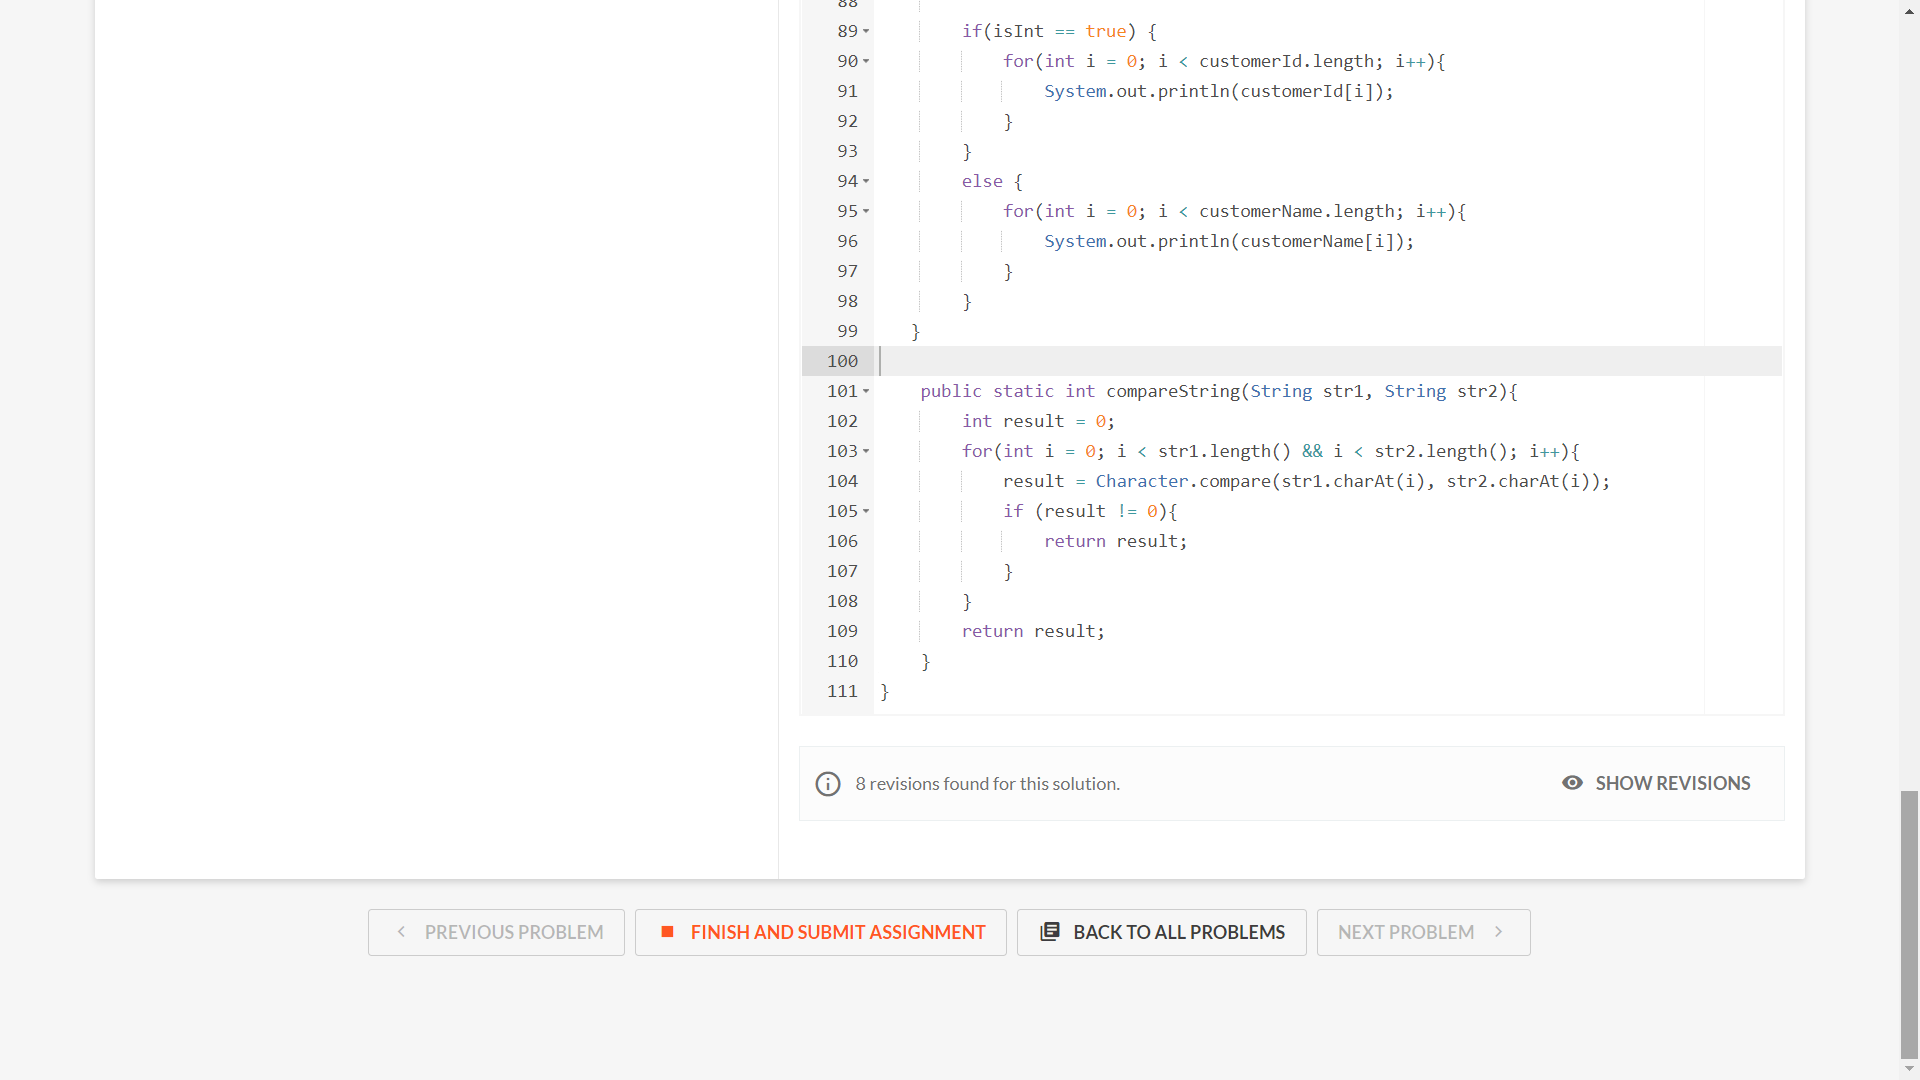 88
89 if(isInt == true) {
90 for(int i = 0; i < customerId.length; i++){
91 System.out.println(customerId[i]);
92 }
93 }
94 else {
95 for(int i = 0; i < customerName.length; i++){
96 System.out.println(customerName[i]);
97 }
98 }
99 }
100
101 public static int compareString(String str1, String str2){
102 int result = 0;
103 for(int i = 0; i < str1.length() && i < str2.length(); i++){
104 result = Character.compare(str1.charAt(i), str2.charAt(i));
105 if (result != 0){
106 return result;
107 }
108 }
109 return result;
110 }
111 }
8 revisions found for this solution. SHOW REVISIONS
PREVIOUS PROBLEM FINISH AND SUBMIT ASSIGNMENT BACK TO ALL PROBLEMS NEXT PROBLEM